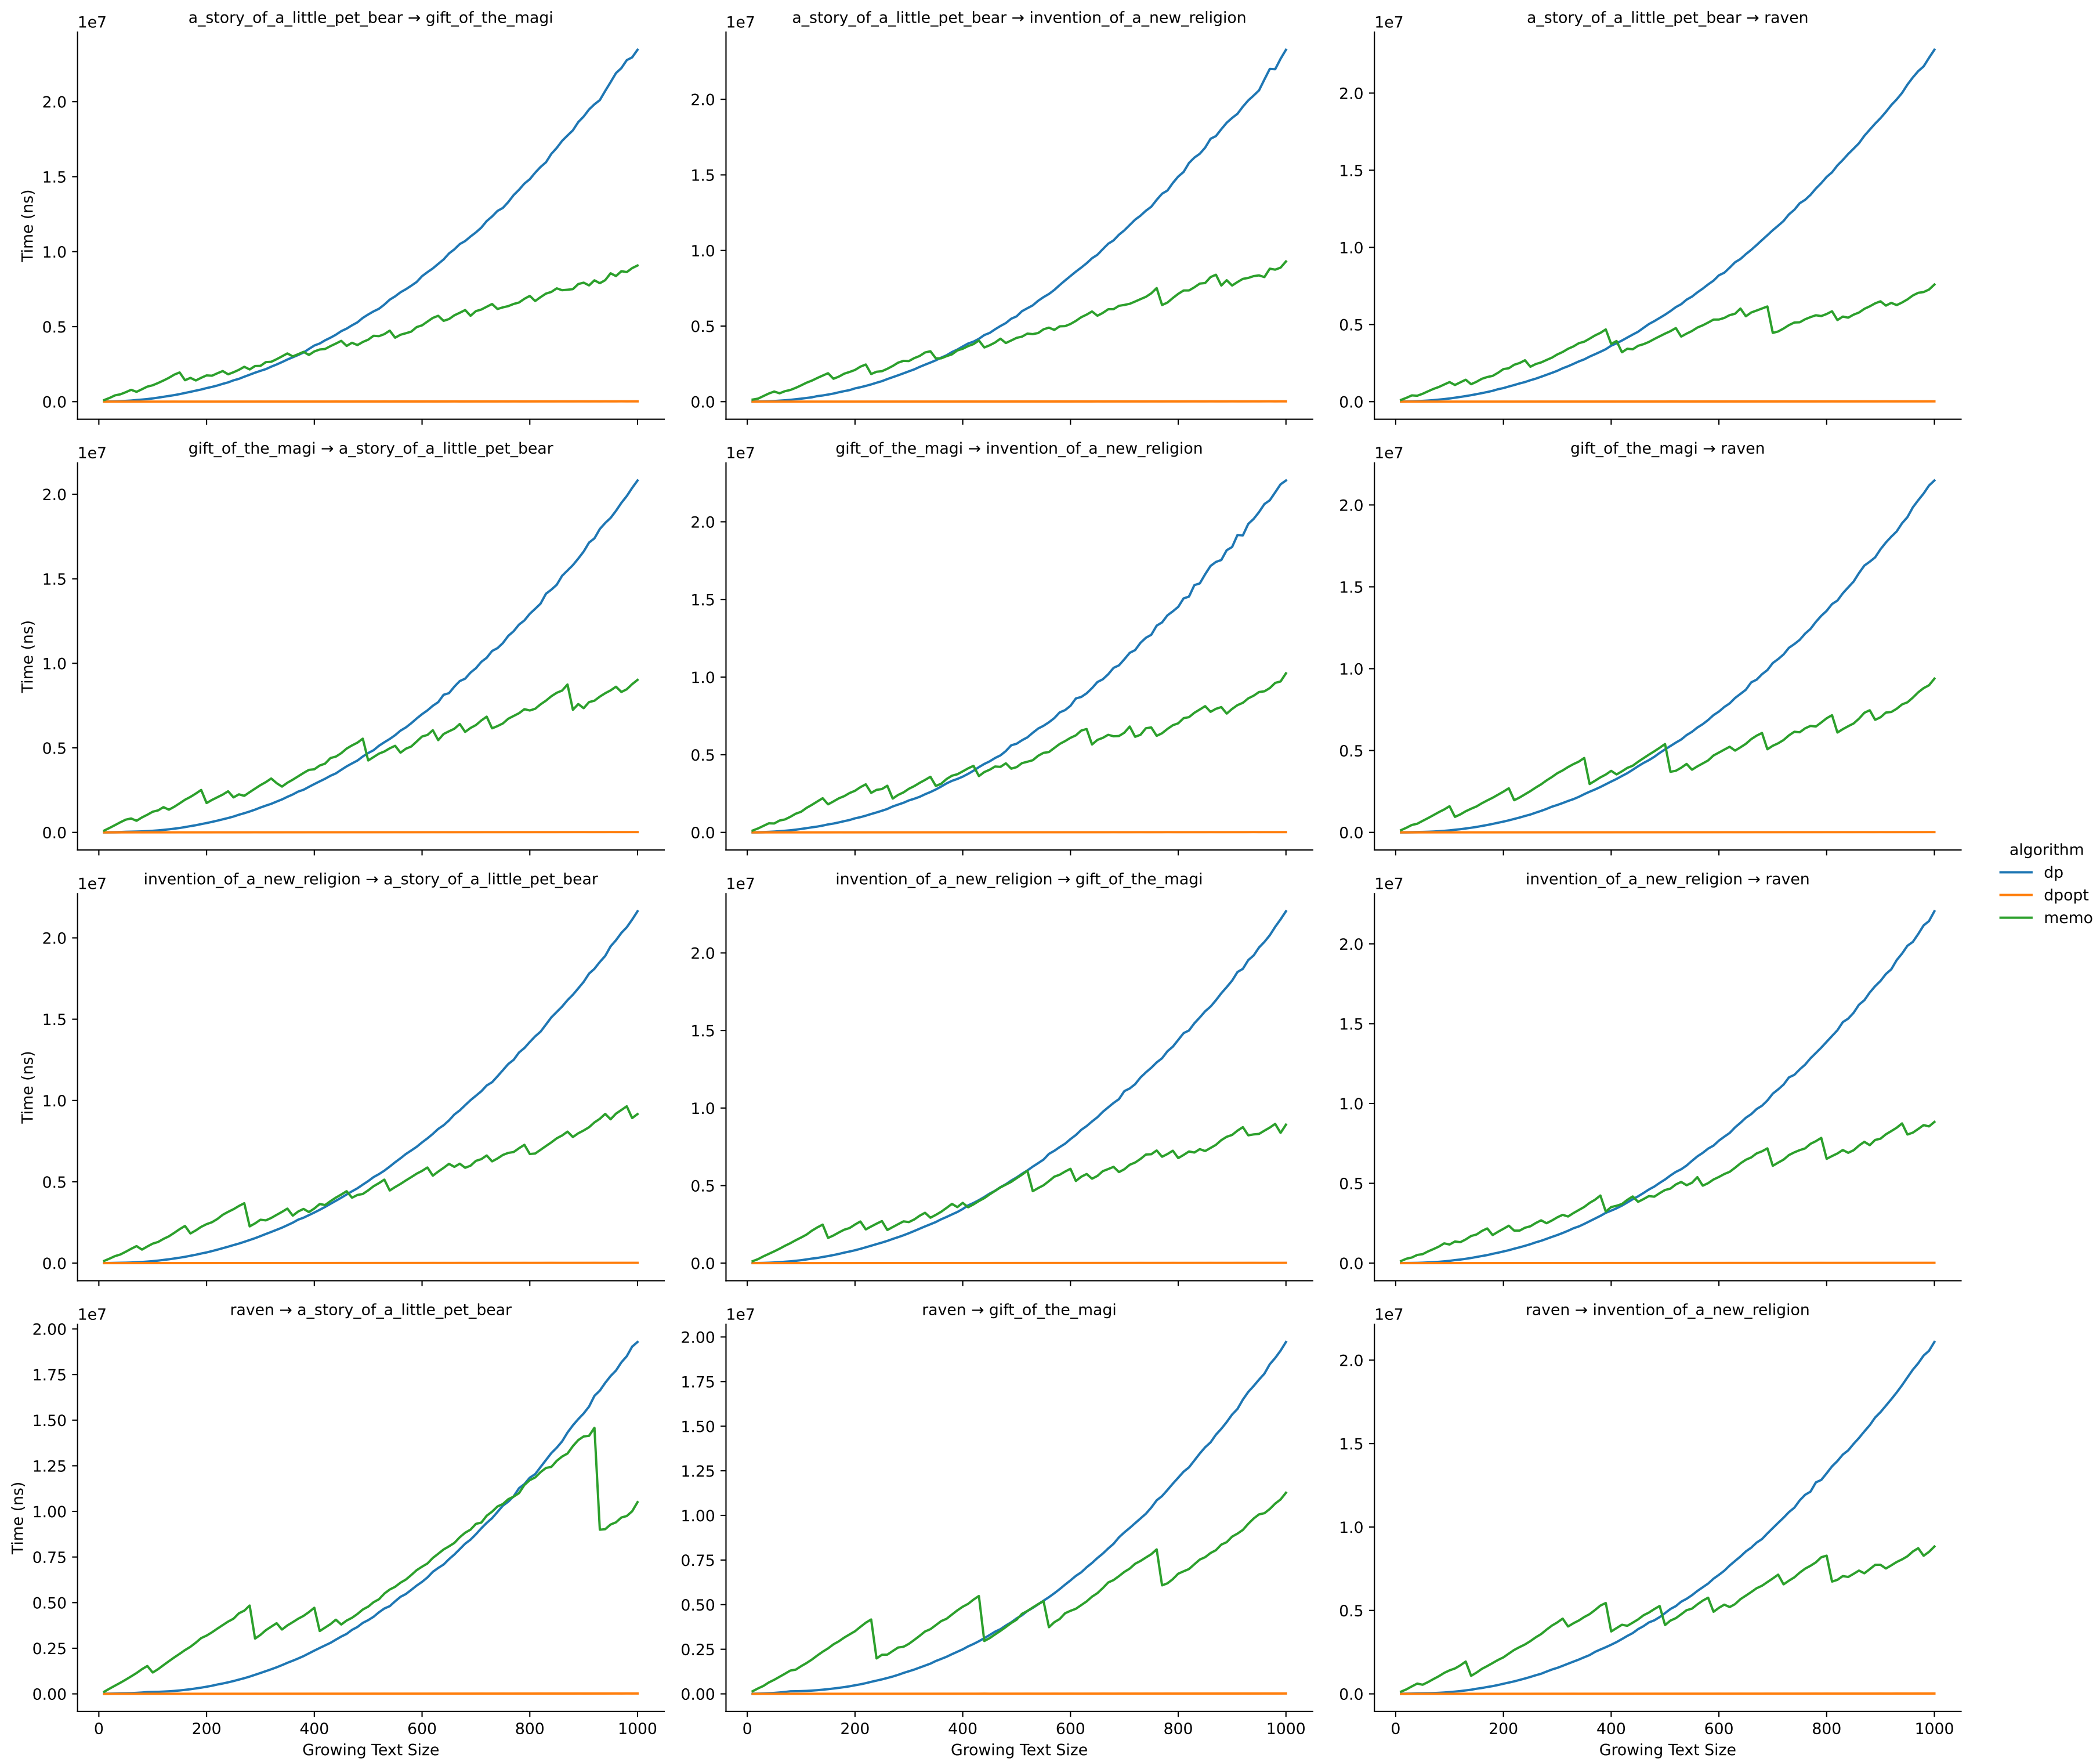 a_story_of_a_little_pet_bear → gift_of_the_magi
a_story_of_a_little_pet_bear → invention_of_a_new_religion
a_story_of_a_little_pet_bear → raven
1e7
1e7
1e7
2.0
1.5
1.0
0.5
0.0
Time (ns)
2.0
1.5
1.0
0.5
0.0
2.0
1.5
1.0
0.5
0.0
gift_of_the_magi → a_story_of_a_little_pet_bear
gift_of_the_magi → invention_of_a_new_religion
gift_of_the_magi → raven
1e7
1e7
1e7
2.0
1.5
1.0
0.5
0.0
Time (ns)
2.0
1.5
1.0
0.5
0.0
2.0
1.5
1.0
0.5
0.0
algorithm
dp
dpopt
memo
invention_of_a_new_religion → a_story_of_a_little_pet_bear
invention_of_a_new_religion → gift_of_the_magi
invention_of_a_new_religion → raven
1e7
1e7
1e7
2.0
1.5
1.0
0.5
0.0
Time (ns)
2.0
1.5
1.0
0.5
0.0
2.0
1.5
1.0
0.5
0.0
raven → a_story_of_a_little_pet_bear
raven → gift_of_the_magi
raven → invention_of_a_new_religion
1e7
1e7
1e7
2.00
1.75
1.50
1.25
1.00
0.75
0.50
0.25
0.00
Time (ns)
2.00
1.75
1.50
1.25
1.00
0.75
0.50
0.25
0.00
2.0
1.5
1.0
0.5
0.0
0 200 400 600 800 1000
0 200 400 600 800 1000
0 200 400 600 800 1000
Growing Text Size
Growing Text Size
Growing Text Size